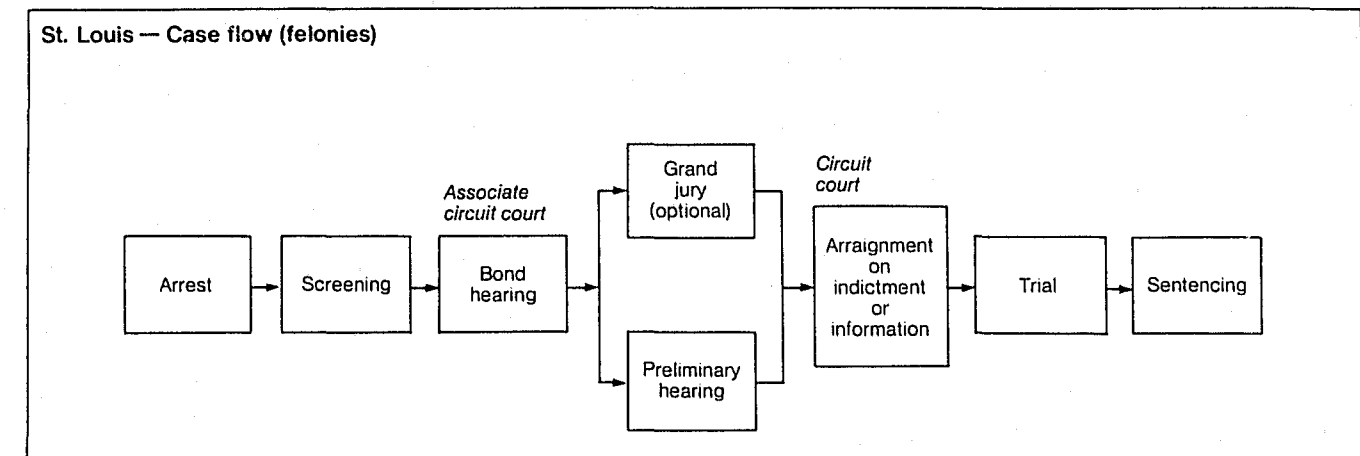 St. Louis — Case flow (felonies)
Arrest
Screening
Associate
circuit court
Bond
hearing
Grand
jury
(optional)
Preliminary
hearing
Circuit
court
Arraignment
on
indictment
or
information
Trial
Sentencing